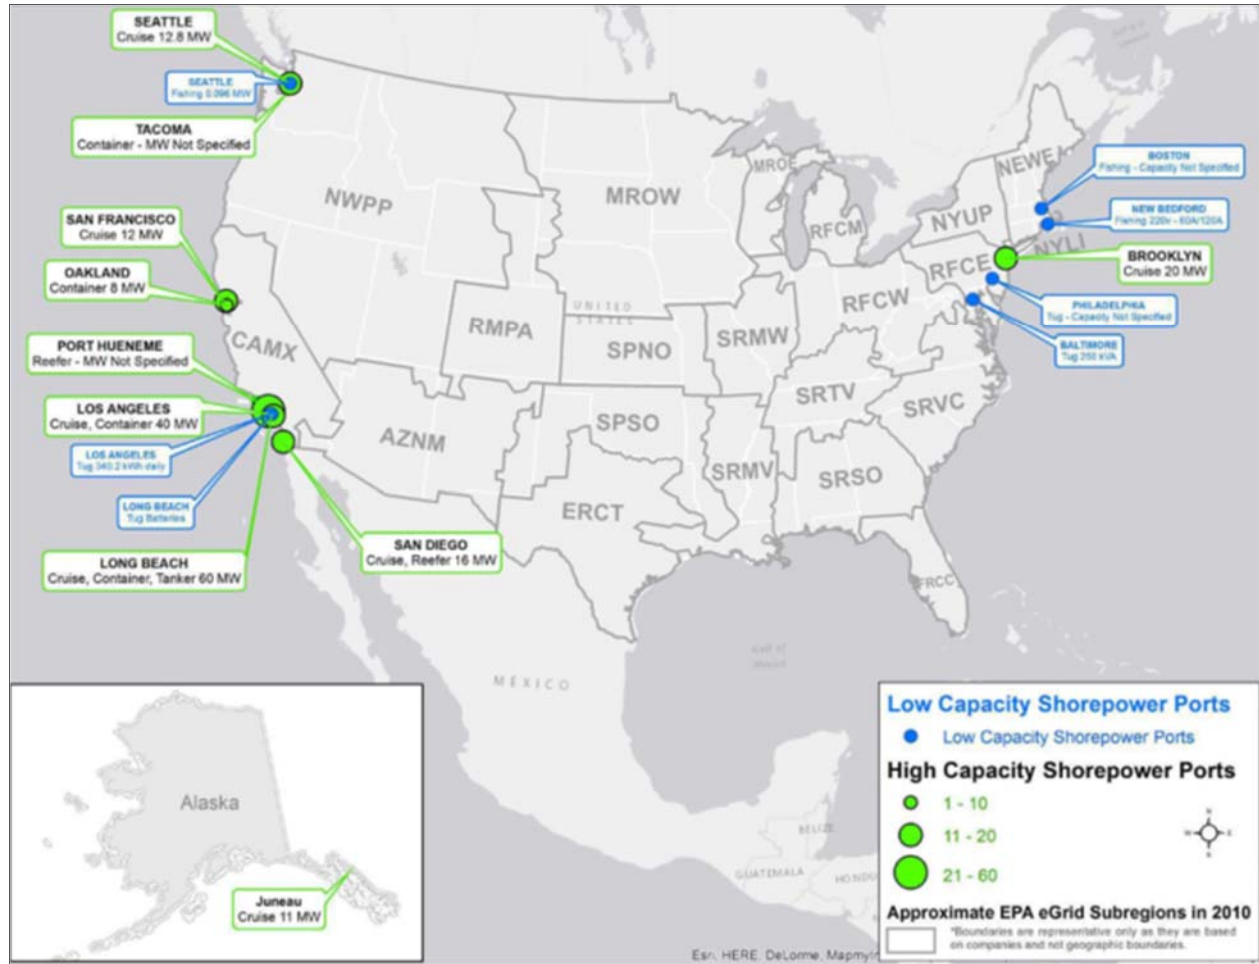 SEATTLE
Cruise 12.8 MW
SEATTLE
Fishing 0.096 MW
TACOMA
Container - MW Not Specified
SAN FRANCISCO
Cruise 12 MW
OAKLAND
Container 8 MW
PORT HUENEME
Reefer - MW Not Specified
LOS ANGELES
Cruise, Container 40 MW
LOS ANGELES
Tug 340.2 kWh daily
LONG BEACH
Tug Batteries
LONG BEACH
Cruise, Container, Tanker 60 MW
SAN DIEGO
Cruise, Reefer 16 MW
BOSTON
Fishing - Capacity Not Specified
NEW BEDFORD
Fishing 220v - 60A/120A
BROOKLYN
Cruise 20 MW
PHILADELPHIA
Tug - Capacity Not Specified
BALTIMORE
Tug 250 kVA
NWPP
MROW
MROE
RFCM
NEWE
NYUP
NYLI
RFCE
RFCW
CAMX
RMPA
UNITED
STATES
SPNO
SRMW
SRTV
SRVC
AZNM
SPSO
SRMV
SRSO
ERCT
FRCC
Gulf of
Mexico
MÉXICO
BELIZE
GUATEMALA
HONDU
Alaska
Juneau
Cruise 11 MW
Low Capacity Shorepower Ports
Low Capacity Shorepower Ports
High Capacity Shorepower Ports
1 - 10
11 - 20
21 - 60
N
W E
S
Approximate EPA eGrid Subregions in 2010
*Boundaries are representative only as they are based
on companies and not geographic boundaries.
Esri, HERE, DeLorme, MapmyIn